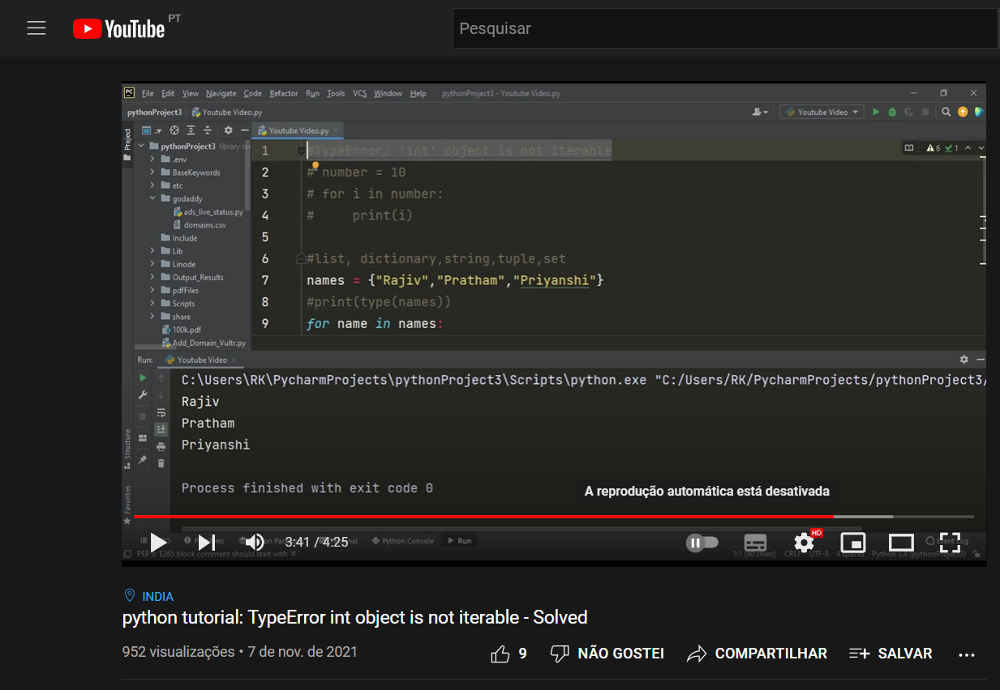 YouTube PT
Pesquisar
PC File Edit View Navigate Code Refactor Run Tools VCS Window Help pythonProject3 - Youtube Video.py
pythonProject3 Youtube Video.py Youtube Video
Project
Youtube Video.py
pythonProject3 library
.env
BaseKeywords
etc
godaddy
ads_live_status.py
domains.csv
Include
Lib
Linode
Output_Results
pdfFiles
Scripts
share
100k.pdf
Add_Domain_Vultr.py
1 #TypeError: 'int' object is not iterable 6 1
2 # number = 10
3 # for i in number:
4 #     print(i)
5
6 #list, dictionary,string,tuple,set
7 names = {"Rajiv","Pratham","Priyanshi"}
8 #print(type(names))
9 for name in names:
Run: Youtube Video
C:\Users\RK\PycharmProjects\pythonProject3\Scripts\python.exe "C:/Users/RK/PycharmProjects/pythonProject3/
Rajiv
Pratham
Priyanshi
Process finished with exit code 0
Structure
Favorites
A reprodução automática está desativada
3:41 / 4:25 Python Console Run HD Event Log
PEP 8: E265 block comment should start with '# ' 1:1 (40 chars) CRLF UTF-8 4 spaces Python 3.8 (pythonProject3)
INDIA
python tutorial: TypeError int object is not iterable - Solved
952 visualizações • 7 de nov. de 2021
9 NÃO GOSTEI COMPARTILHAR SALVAR